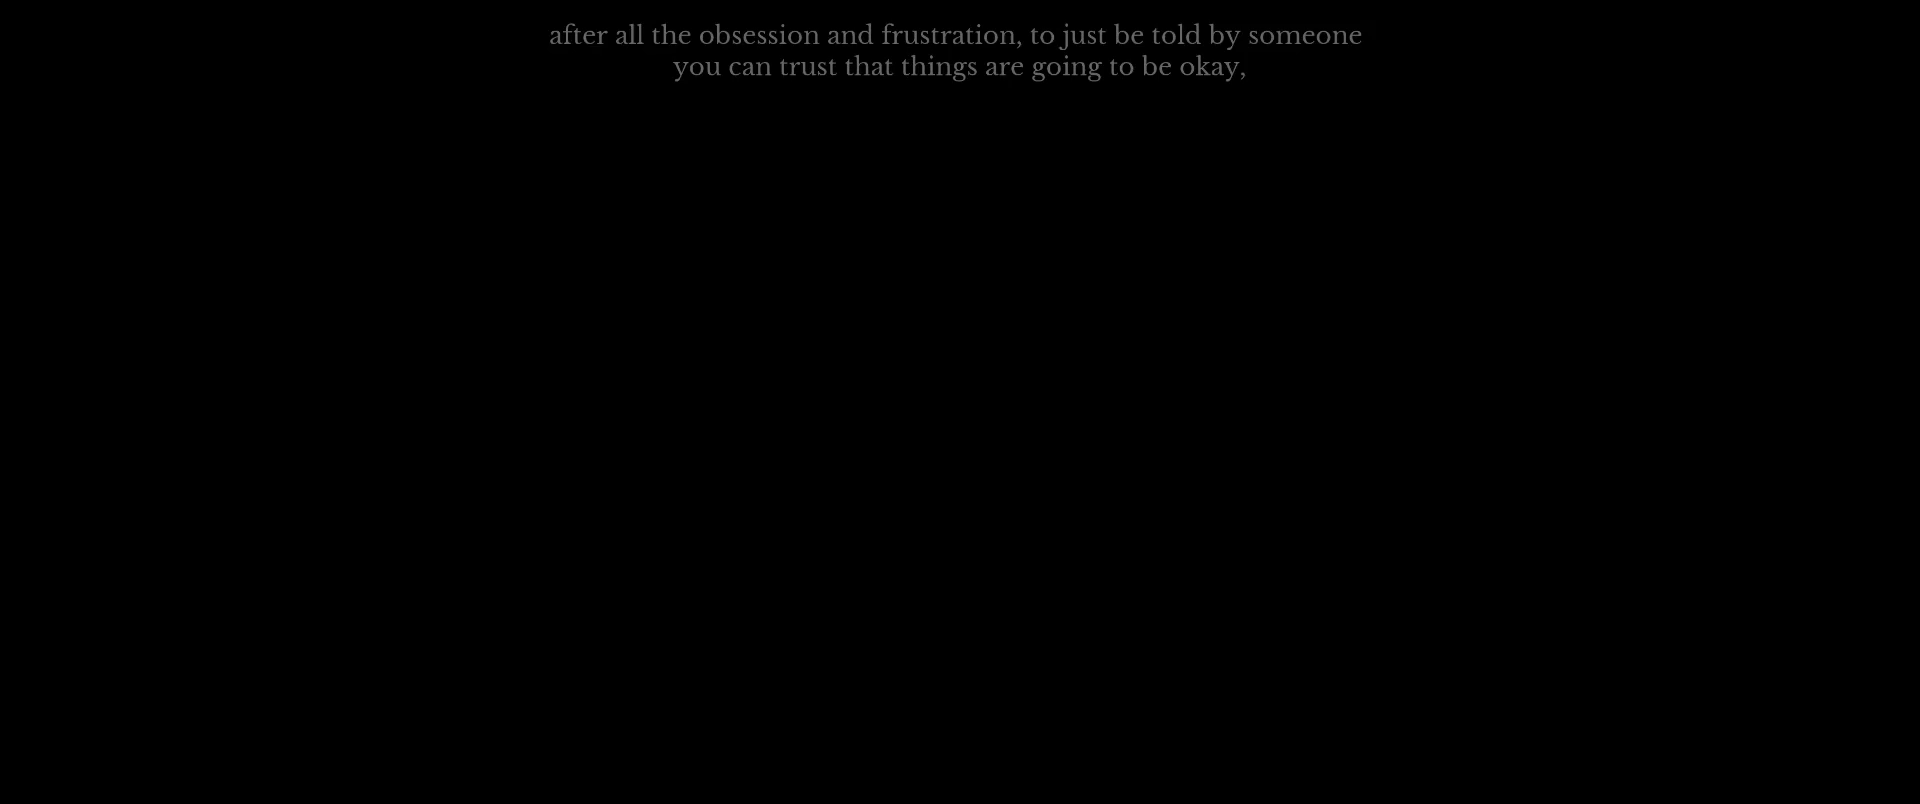 after all the obsession and frustration, to just be told by someone
you can trust that things are going to be okay,